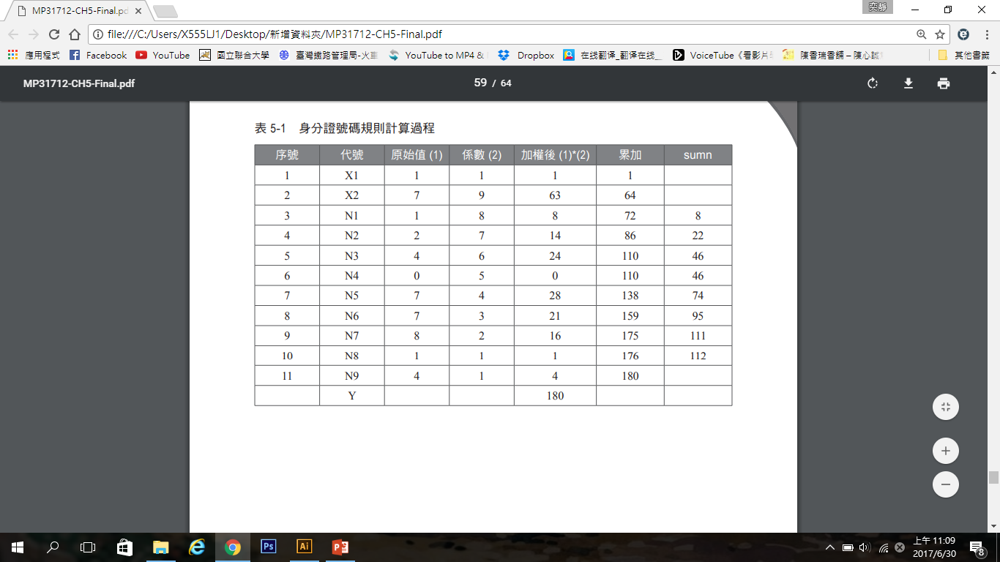 MP31712-CH5-Final.pd
奕靜
file:///C:/Users/X555LJ1/Desktop/新增資料夾/MP31712-CH5-Final.pdf
應用程式 Facebook YouTube 國立聯合大學 臺灣鐵路管理局-火車 YouTube to MP4 & Dropbox 在线翻译_翻译在线_ VoiceTube《看影片 陳香瑞香舖 – 陳心誠 其他書籤
MP31712-CH5-Final.pdf 59 / 64
表 5-1 身分證號碼規則計算過程
序號 代號 原始值 (1) 係數 (2) 加權後 (1)*(2) 累加 sumn
1 X1 1 1 1 1
2 X2 7 9 63 64
3 N1 1 8 8 72 8
4 N2 2 7 14 86 22
5 N3 4 6 24 110 46
6 N4 0 5 0 110 46
7 N5 7 4 28 138 74
8 N6 7 3 21 159 95
9 N7 8 2 16 175 111
10 N8 1 1 1 176 112
11 N9 4 1 4 180
Y 180
Ps Ai P
上午 11:09
2017/6/30
8